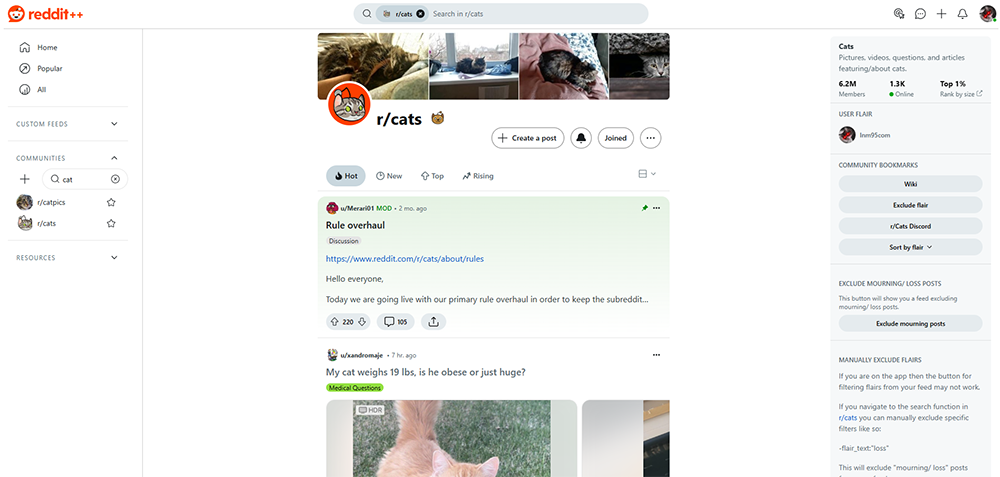 reddit++
r/cats
Search in r/cats
Home
Popular
All
CUSTOM FEEDS
COMMUNITIES
cat
r/catpics
r/cats
RESOURCES
r/cats
Create a post
Joined
Hot
New
Top
Rising
u/Merari01 MOD • 2 mo. ago
Rule overhaul
Discussion
https://www.reddit.com/r/cats/about/rules
Hello everyone,
Today we are going live with our primary rule overhaul in order to keep the subreddit...
220
105
u/xandromaje • 7 hr. ago
My cat weighs 19 lbs, is he obese or just huge?
Medical Questions
HDR
Cats
Pictures, videos, questions, and articles
featuring/about cats.
6.2M 1.3K Top 1%
Members Online Rank by size
USER FLAIR
lnm95com
COMMUNITY BOOKMARKS
Wiki
Exclude flair
r/Cats Discord
Sort by flair
EXCLUDE MOURNING/ LOSS POSTS
This button will show you a feed excluding
mourning/ loss posts.
Exclude mourning posts
MANUALLY EXCLUDE FLAIRS
If you are on the app then the button for
filtering flairs from your feed may not work.
If you navigate to the search function in
r/cats you can manually exclude specific
filters like so:
-flair_text:"loss"
This will exclude "mourning/ loss" posts